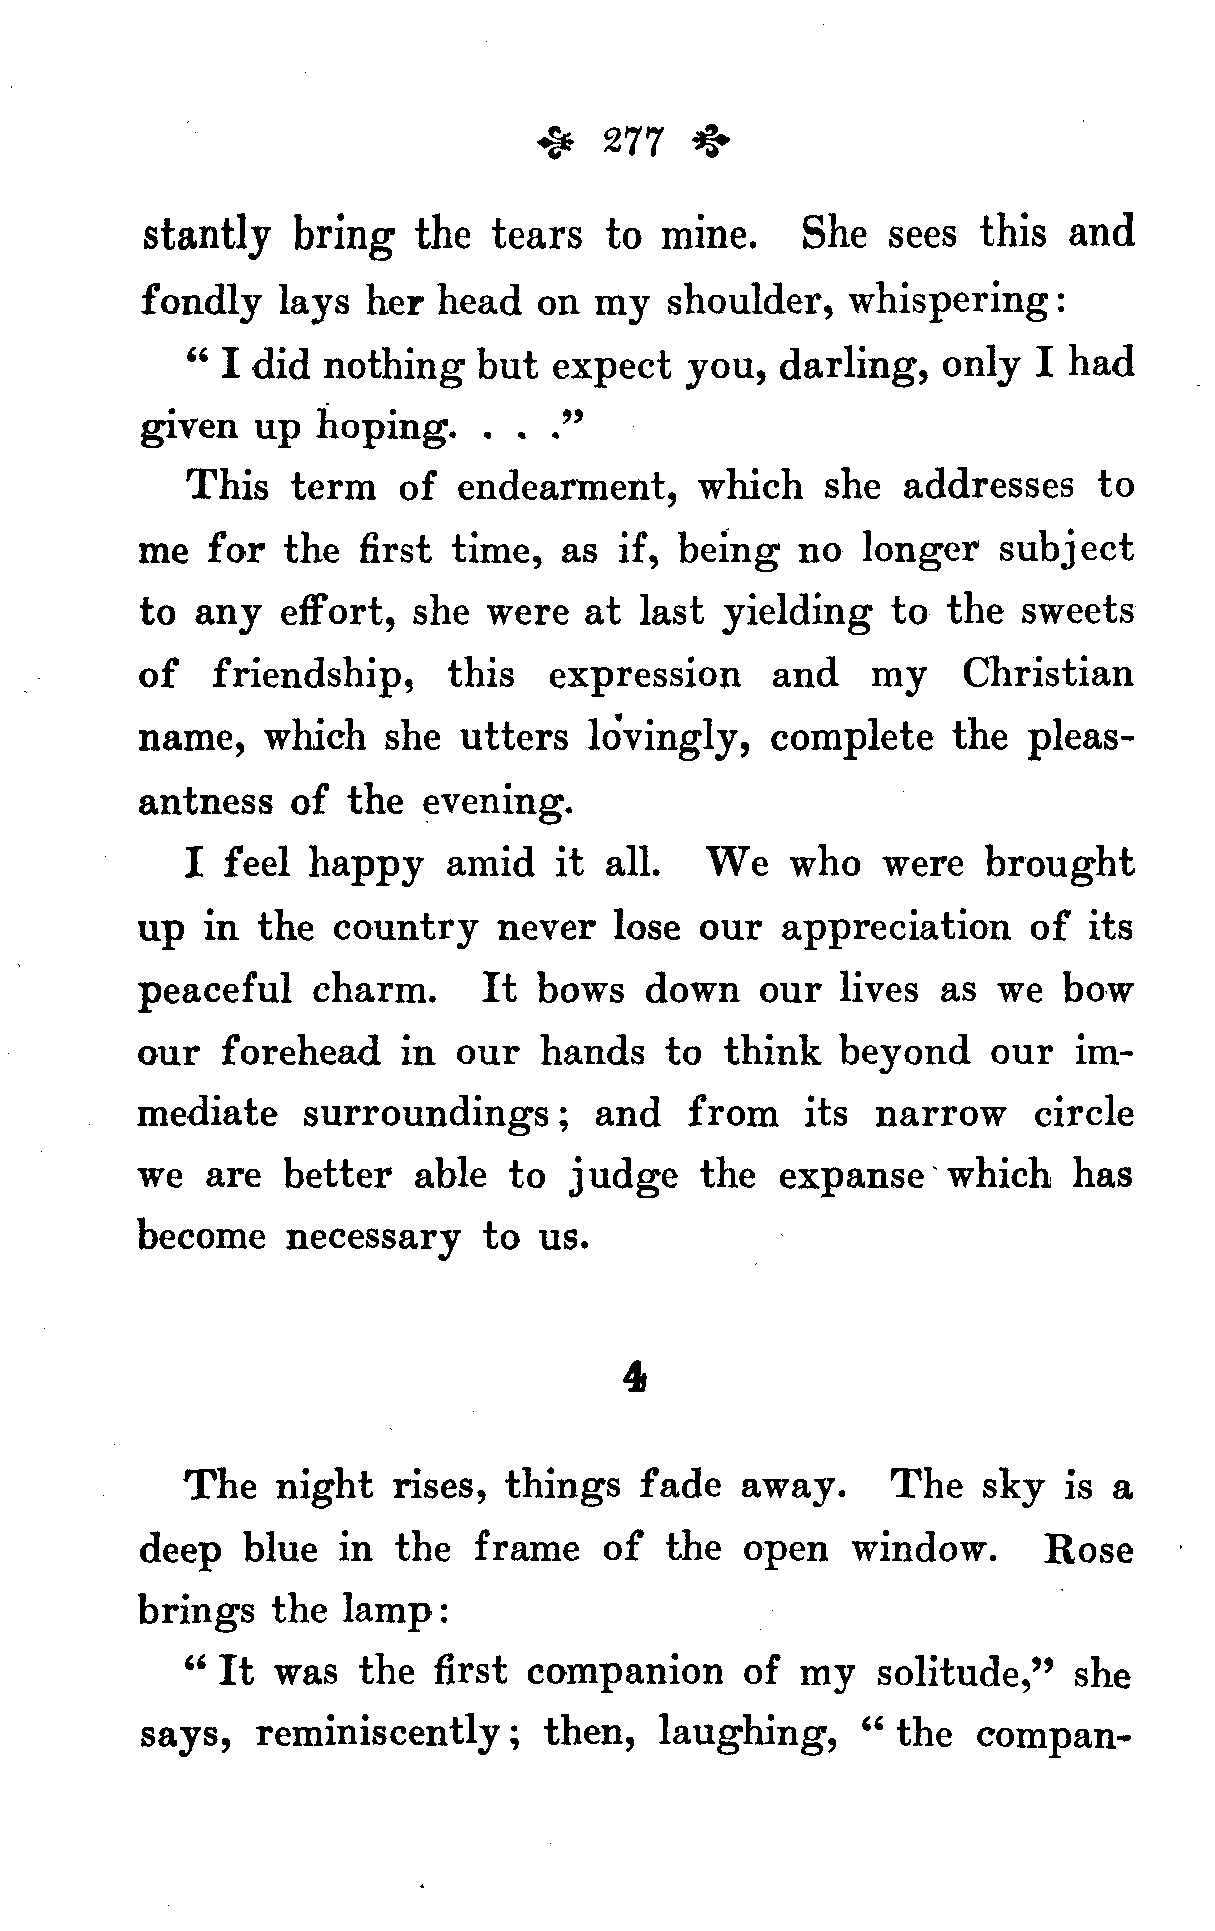 277
stantly bring the tears to mine. She sees this and
fondly lays her head on my shoulder, whispering:
“ I did nothing but expect you, darling, only I had
given up hoping. . . .”
This term of endearment, which she addresses to
me for the first time, as if, being no longer subject
to any effort, she were at last yielding to the sweets
of friendship, this expression and my Christian
name, which she utters lovingly, complete the pleas-
antness of the evening.
I feel happy amid it all. We who were brought
up in the country never lose our appreciation of its
peaceful charm. It bows down our lives as we bow
our forehead in our hands to think beyond our im-
mediate surroundings; and from its narrow circle
we are better able to judge the expanse which has
become necessary to us.
4
The night rises, things fade away. The sky is a
deep blue in the frame of the open window. Rose
brings the lamp:
“ It was the first companion of my solitude,” she
says, reminiscently; then, laughing, “ the compan-